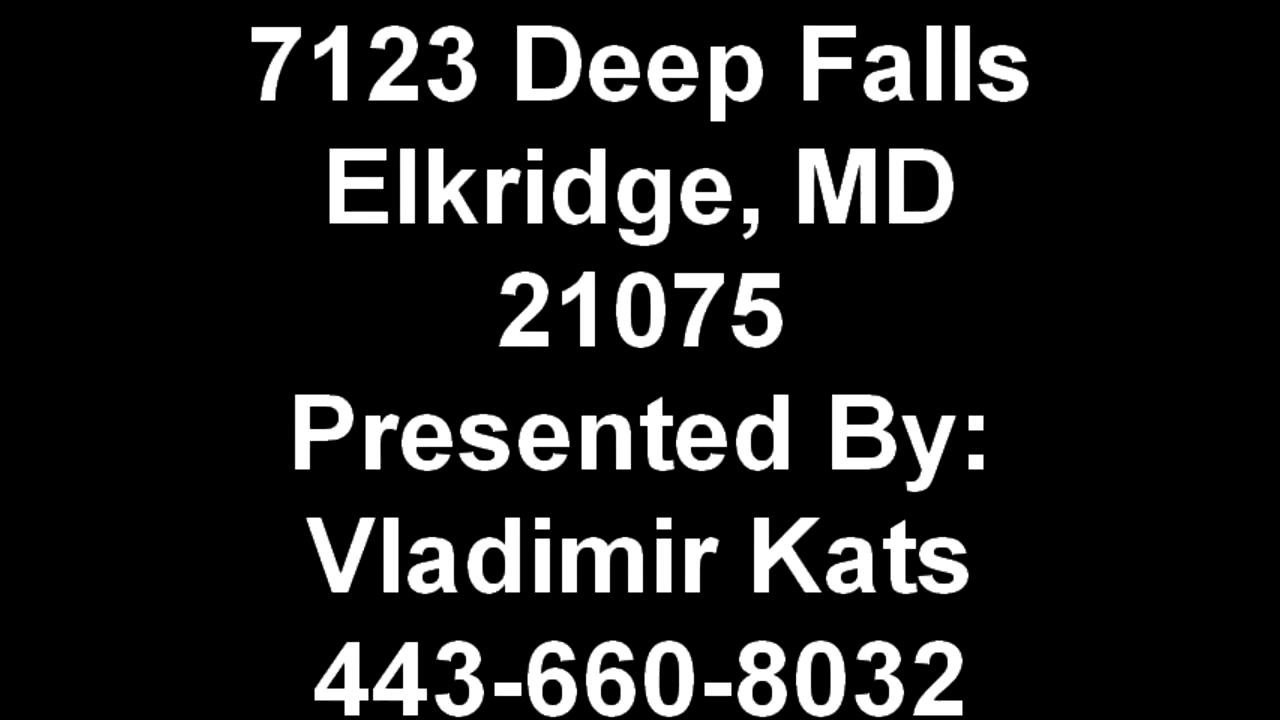 7123 Deep Falls
Elkridge, MD
21075
Presented By:
Vladimir Kats
443-660-8032